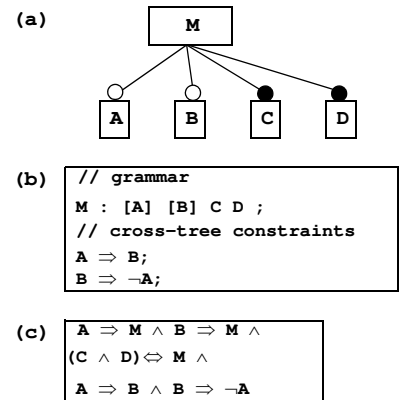 (a)
M
A B C D
(b)
// grammar
M : [A] [B] C D ;
// cross-tree constraints
A ⇒ B;
B ⇒ ¬A;
(c)
A ⇒ M ∧ B ⇒ M ∧
(C ∧ D)⇔ M ∧
A ⇒ B ∧ B ⇒ ¬A